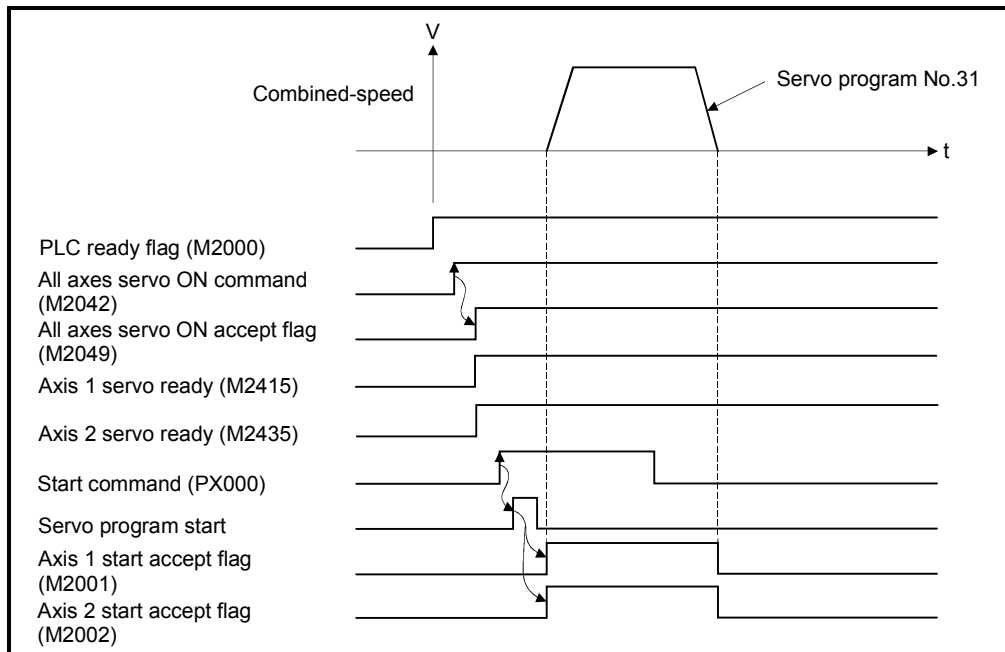 V
Combined-speed
Servo program No.31
t
PLC ready flag (M2000)
All axes servo ON command
(M2042)
All axes servo ON accept flag
(M2049)
Axis 1 servo ready (M2415)
Axis 2 servo ready (M2435)
Start command (PX000)
Servo program start
Axis 1 start accept flag
(M2001)
Axis 2 start accept flag
(M2002)